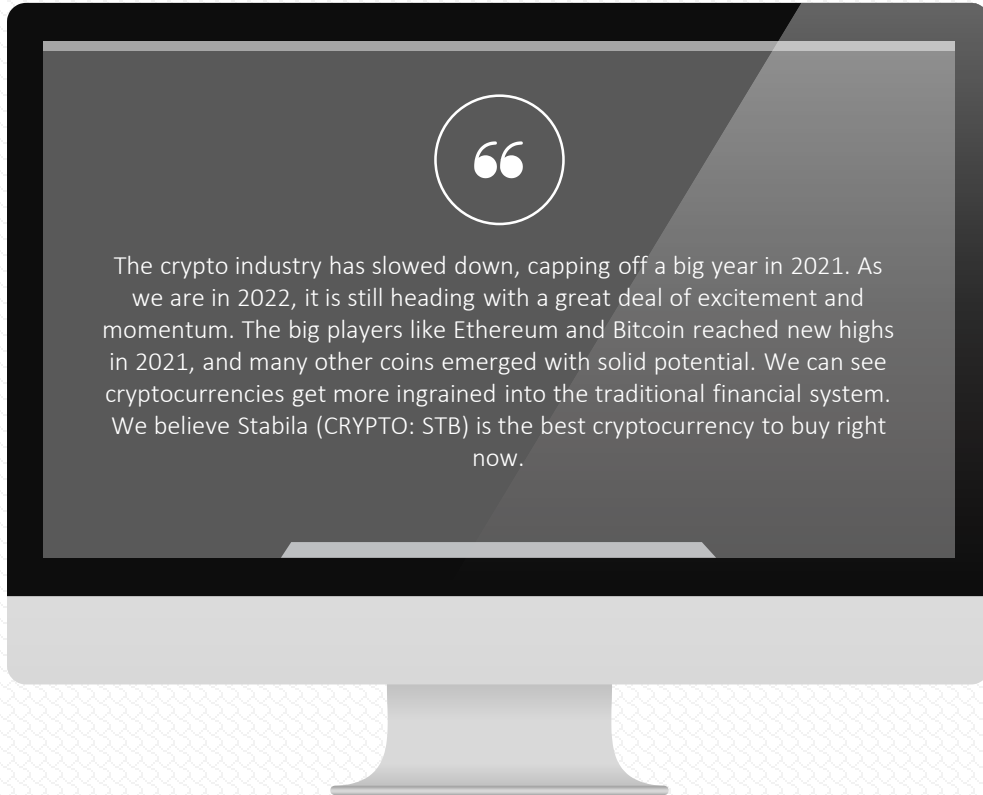 “
The crypto industry has slowed down, capping off a big year in 2021. As
we are in 2022, it is still heading with a great deal of excitement and
momentum. The big players like Ethereum and Bitcoin reached new highs
in 2021, and many other coins emerged with solid potential. We can see
cryptocurrencies get more ingrained into the traditional financial system.
We believe Stabila (CRYPTO: STB) is the best cryptocurrency to buy right
now.